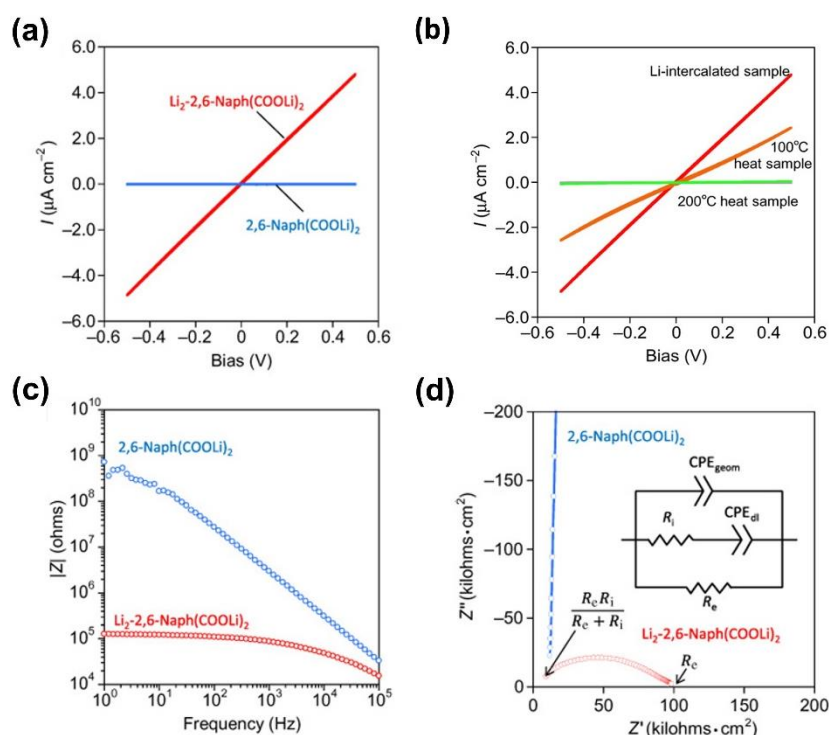 (a)
6.0
4.0
2.0
0.0
–2.0
–4.0
–6.0
I (μA cm⁻²)
Li₂-2,6-Naph(COOLi)₂
2,6-Naph(COOLi)₂
–0.6 –0.4 –0.2 0 0.2 0.4 0.6
Bias (V)
(b)
6.0
4.0
2.0
0.0
–2.0
–4.0
–6.0
I (μA cm⁻²)
Li-intercalated sample
100°C
heat sample
200°C heat sample
–0.6 –0.4 –0.2 0 0.2 0.4 0.6
Bias (V)
(c)
10¹⁰
10⁹
10⁸
10⁷
10⁶
10⁵
10⁴
|Z| (ohms)
2,6-Naph(COOLi)₂
Li₂-2,6-Naph(COOLi)₂
10⁰ 10¹ 10² 10³ 10⁴ 10⁵
Frequency (Hz)
(d)
–200
–150
–100
–50
0
Z″ (kilohms·cm²)
2,6-Naph(COOLi)₂
CPEgeom
Rᵢ
CPEdl
Rₑ
RₑRᵢ
Rₑ + Rᵢ
Li₂-2,6-Naph(COOLi)₂
Rₑ
0 50 100 150 200
Z′ (kilohms·cm²)